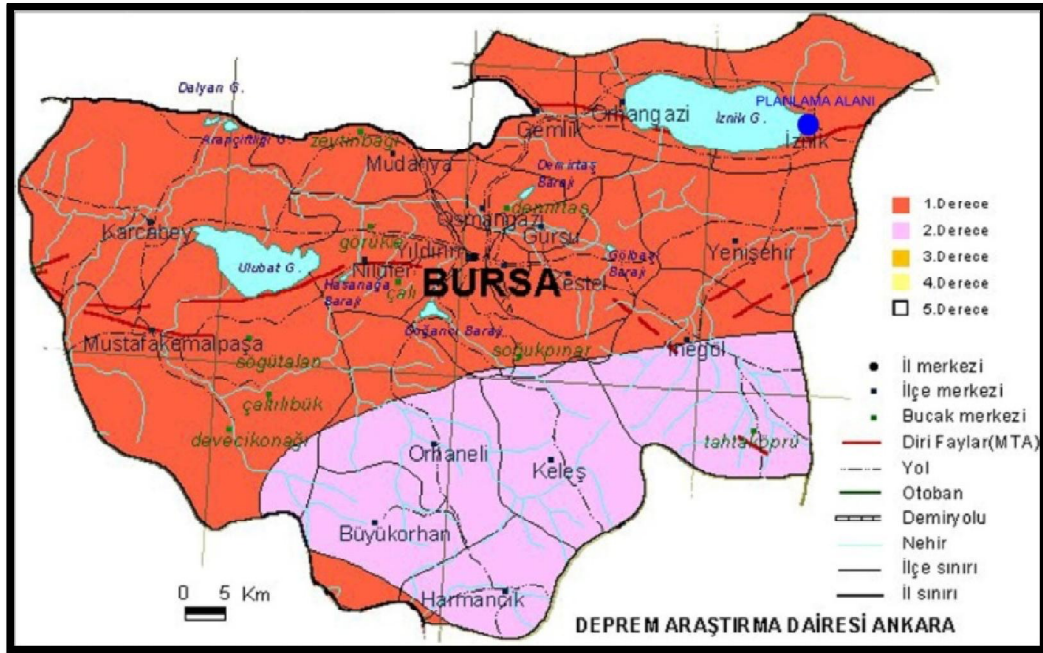 Dalyan G.
PLANLAMA ALANI
Orhangazi
İznik G.
İznik
Gemlik
Arapçiftliği G.
zeytinbağı
Mudanya
Demirtaş
Barajı
Osmangazi
demirtaş
Gürsu
Karcabey
görükle
Yıldırım
Yenişehir
Ulubat G.
Nilüfer
BURSA
Gölbaşı
Barajı
Kestel
Hasanağa
Barajı
çalı
Doğancı Barajı
Mustafakemalpaşa
söğütalan
soğukpınar
İnegöl
çaltılıbük
devecikonağı
Orhaneli
Keleş
tahtaköprü
Büyükorhan
Harmancık
1.Derece
2.Derece
3.Derece
4.Derece
5.Derece
İl merkezi
İlçe merkezi
Bucak merkezi
Diri Faylar(MTA)
Yol
Otoban
Demiryolu
Nehir
İlçe sınırı
İl sınırı
0 5 Km
DEPREM ARAŞTIRMA DAİRESİ ANKARA